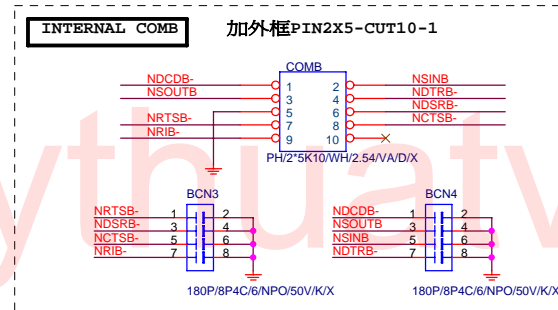 INTERNAL COMB 加外框PIN2X5-CUT10-1
COMB
NDCDB- 1 2 NSINB
NSOUTB 3 4 NDTRB-
5 6 NDSRB-
NRTSB- 7 8 NCTSB-
NRIB- 9 10
PH/2*5K10/WH/2.54/VA/D/X
BCN3
NRTSB- 1 2
NDSRB- 3 4
NCTSB- 5 6
NRIB- 7 8
180P/8P4C/6/NPO/50V/K/X
BCN4
NDCDB- 1 2
NSOUTB 3 4
NSINB 5 6
NDTRB- 7 8
180P/8P4C/6/NPO/50V/K/X
ythuatv